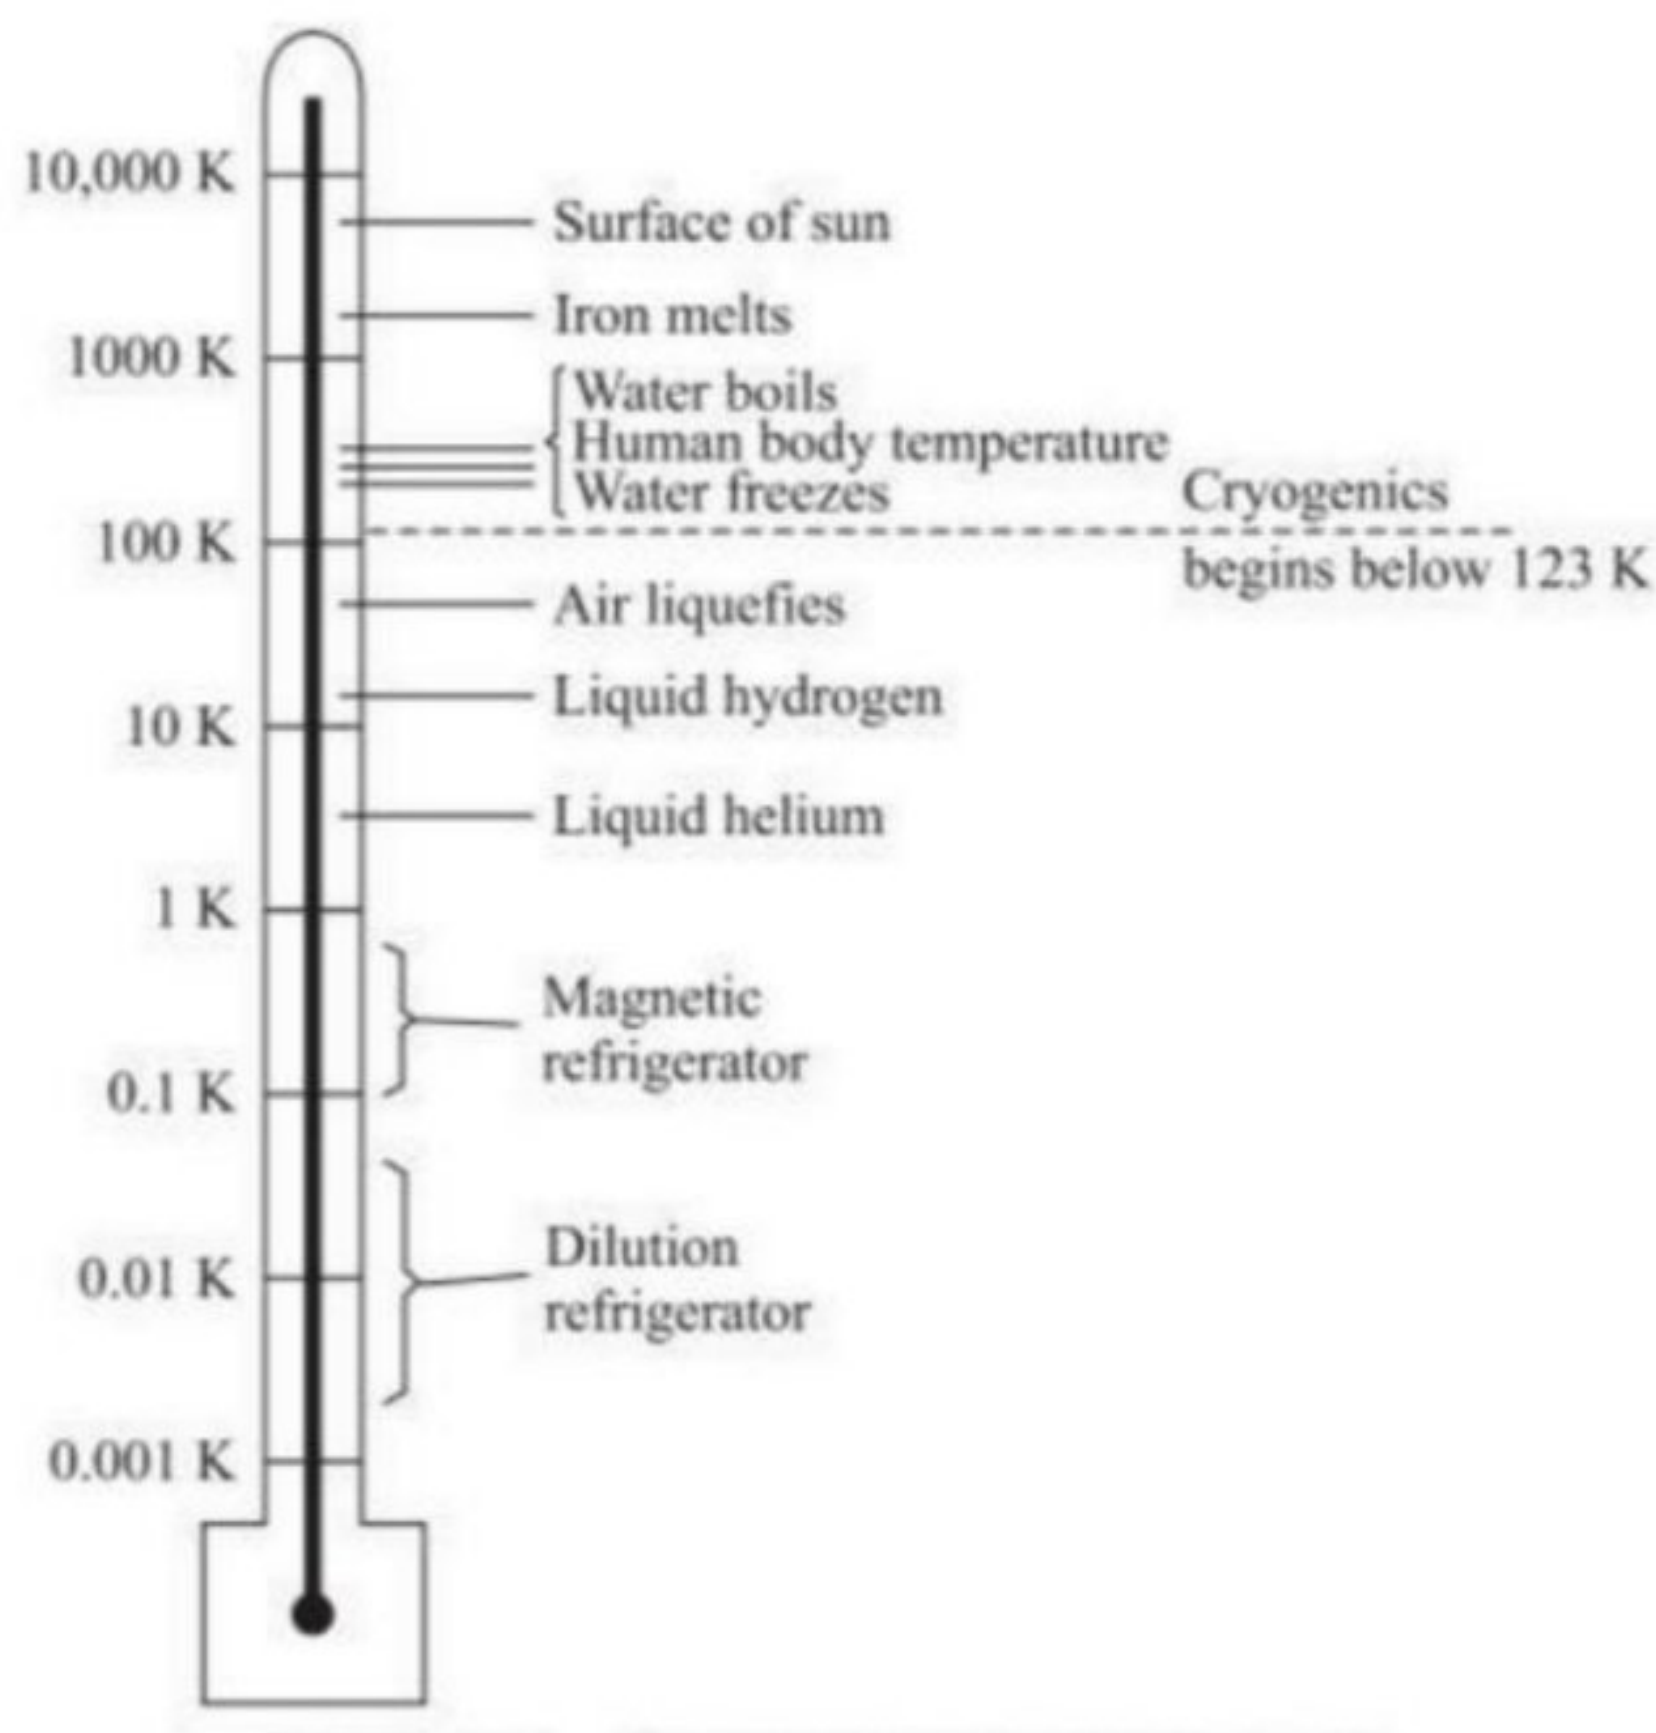 10,000 K
Surface of sun
Iron melts
1000 K
Water boils
Human body temperature
Water freezes
Cryogenics
100 K
begins below 123 K
Air liquefies
Liquid hydrogen
10 K
Liquid helium
1 K
Magnetic
refrigerator
0.1 K
Dilution
0.01 K
refrigerator
0.001 K